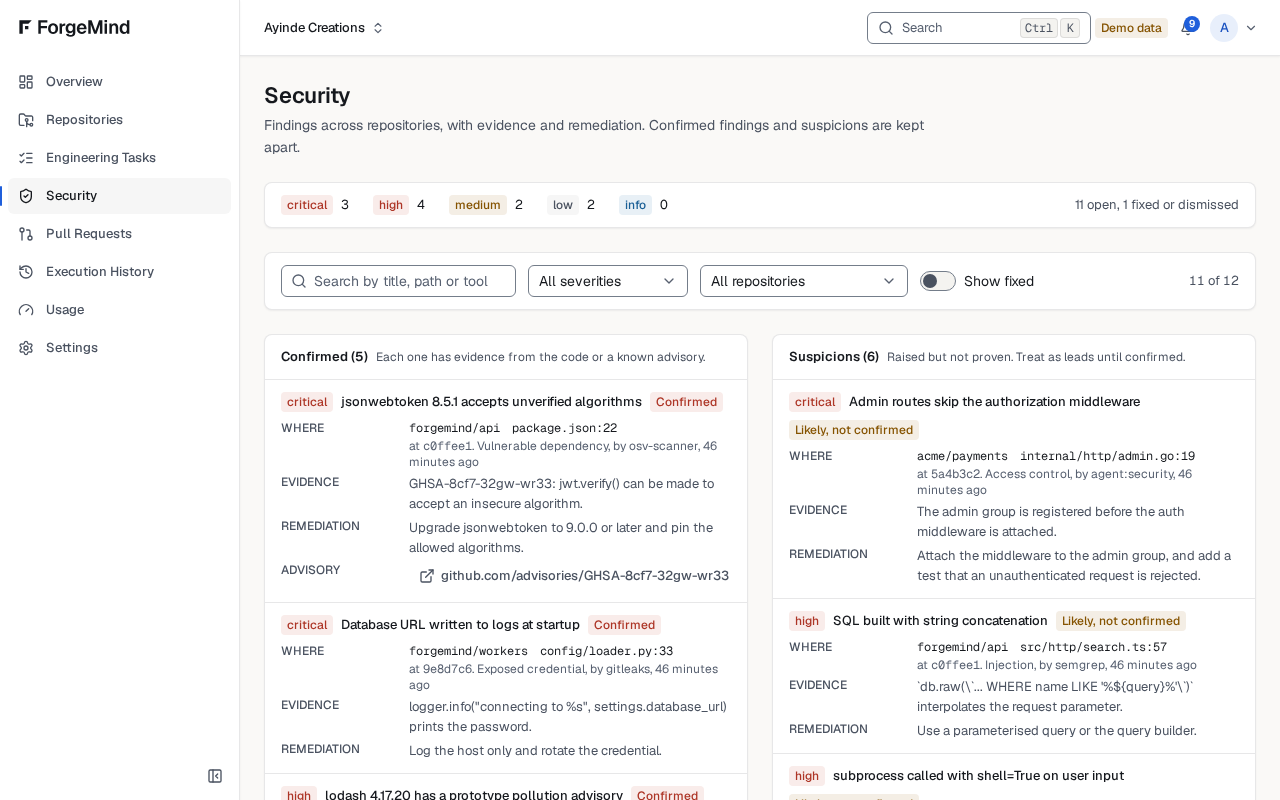 ForgeMind
Ayinde Creations
Search
Ctrl K
Demo data
9
A
Overview
Repositories
Engineering Tasks
Security
Pull Requests
Execution History
Usage
Settings
Security
Findings across repositories, with evidence and remediation. Confirmed findings and suspicions are kept
apart.
critical 3 high 4 medium 2 low 2 info 0
11 open, 1 fixed or dismissed
Search by title, path or tool
All severities
All repositories
Show fixed
11 of 12
Confirmed (5) Each one has evidence from the code or a known advisory.
critical jsonwebtoken 8.5.1 accepts unverified algorithms Confirmed
WHERE forgemind/api package.json:22
at c0ffee1. Vulnerable dependency, by osv-scanner, 46
minutes ago
EVIDENCE GHSA-8cf7-32gw-wr33: jwt.verify() can be made to
accept an insecure algorithm.
REMEDIATION Upgrade jsonwebtoken to 9.0.0 or later and pin the
allowed algorithms.
ADVISORY github.com/advisories/GHSA-8cf7-32gw-wr33
critical Database URL written to logs at startup Confirmed
WHERE forgemind/workers config/loader.py:33
at 9e8d7c6. Exposed credential, by gitleaks, 46 minutes
ago
EVIDENCE logger.info("connecting to %s", settings.database_url)
prints the password.
REMEDIATION Log the host only and rotate the credential.
high lodash 4.17.20 has a prototype pollution advisory Confirmed
Suspicions (6) Raised but not proven. Treat as leads until confirmed.
critical Admin routes skip the authorization middleware
Likely, not confirmed
WHERE acme/payments internal/http/admin.go:19
at 5a4b3c2. Access control, by agent:security, 46
minutes ago
EVIDENCE The admin group is registered before the auth
middleware is attached.
REMEDIATION Attach the middleware to the admin group, and add a
test that an unauthenticated request is rejected.
high SQL built with string concatenation Likely, not confirmed
WHERE forgemind/api src/http/search.ts:57
at c0ffee1. Injection, by semgrep, 46 minutes ago
EVIDENCE `db.raw(\`... WHERE name LIKE '%${query}%'\`)`
interpolates the request parameter.
REMEDIATION Use a parameterised query or the query builder.
high subprocess called with shell=True on user input